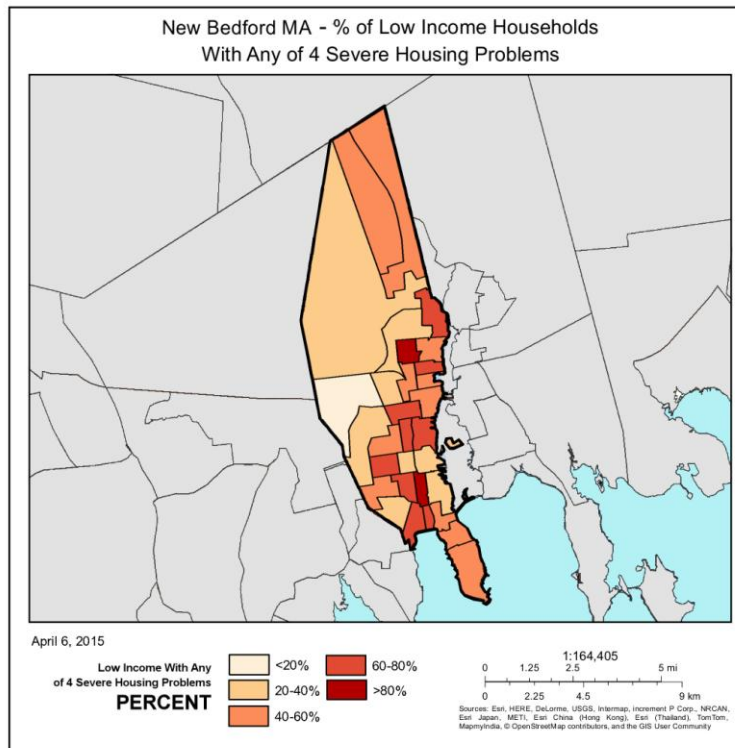 New Bedford MA - % of Low Income Households
With Any of 4 Severe Housing Problems
April 6, 2015
Low Income With Any
of 4 Severe Housing Problems
PERCENT
<20%
20-40%
40-60%
60-80%
>80%
1:164,405
0 1.25 2.5 5 mi
0 2.25 4.5 9 km
Sources: Esri, HERE, DeLorme, USGS, Intermap, increment P Corp., NRCAN,
Esri Japan, METI, Esri China (Hong Kong), Esri (Thailand), TomTom,
MapmyIndia, © OpenStreetMap contributors, and the GIS User Community